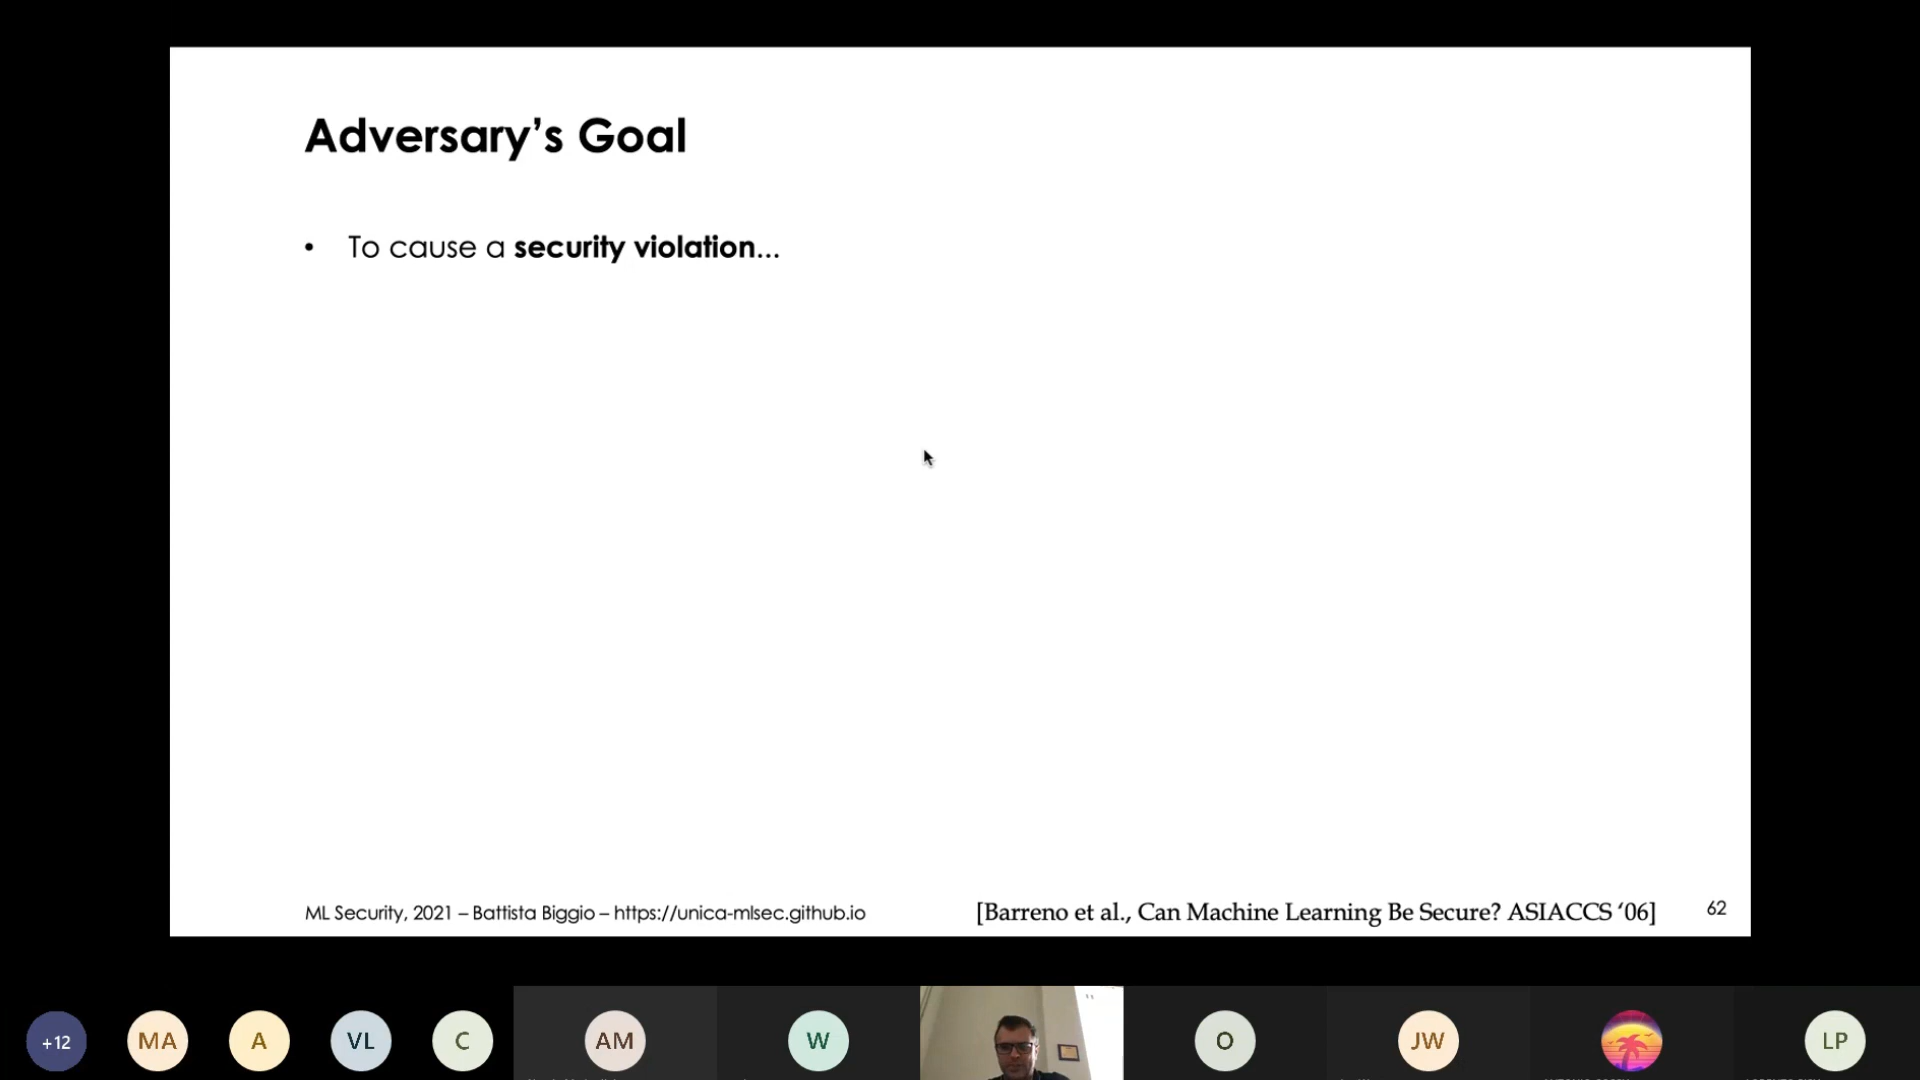 Adversary’s Goal
• To cause a security violation...
ML Security, 2021 – Battista Biggio – https://unica-mlsec.github.io
[Barreno et al., Can Machine Learning Be Secure? ASIACCS ‘06]
62
+12
MA
A
VL
C
AM
W
O
JW
LP